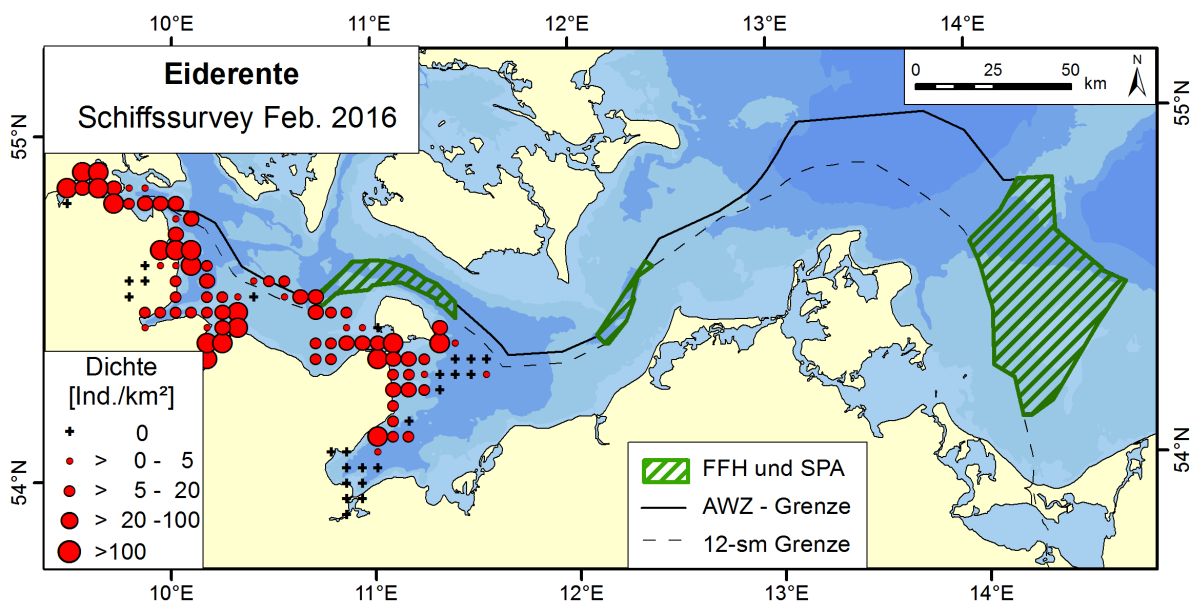 10°E 11°E 12°E 13°E 14°E
Eiderente
Schiffssurvey Feb. 2016
0 25 50
km
N
55°N 55°N
54°N 54°N
Dichte
[Ind./km²]
0
> 0 - 5
> 5 - 20
> 20 -100
>100
FFH und SPA
AWZ - Grenze
12-sm Grenze
10°E 11°E 12°E 13°E 14°E